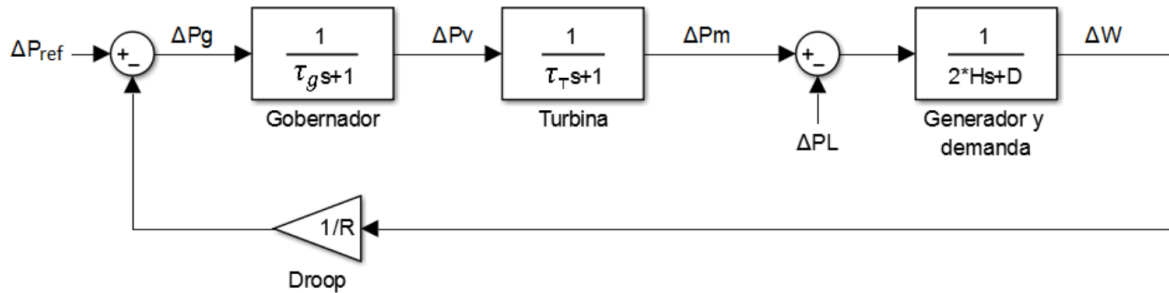 ΔPref
+
−
ΔPg
1
τgs+1
Gobernador
ΔPv
1
τTs+1
Turbina
ΔPm
+
−
ΔPL
1
2*Hs+D
Generador y
demanda
ΔW
1/R
Droop